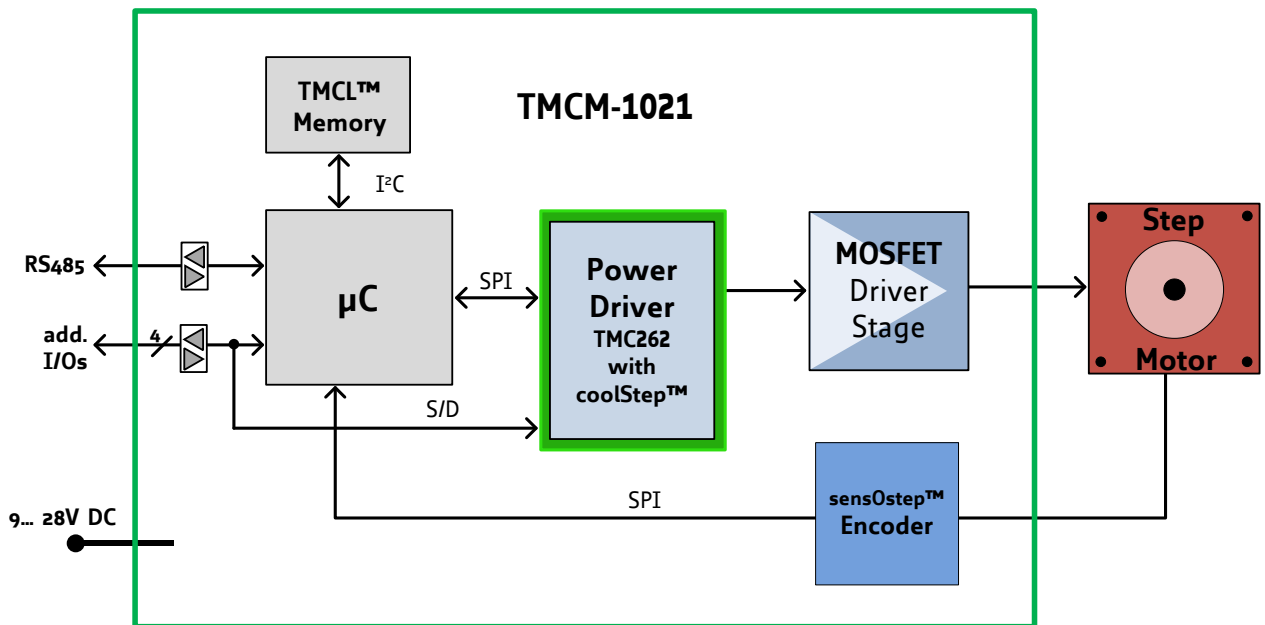 TMCM-1021
TMCL™
Memory
I²C
RS485
µC
SPI
add.
I/Os
4
S/D
Power
Driver
TMC262
with
coolStep™
MOSFET
Driver
Stage
Step
Motor
9... 28V DC
SPI
sensOstep™
Encoder